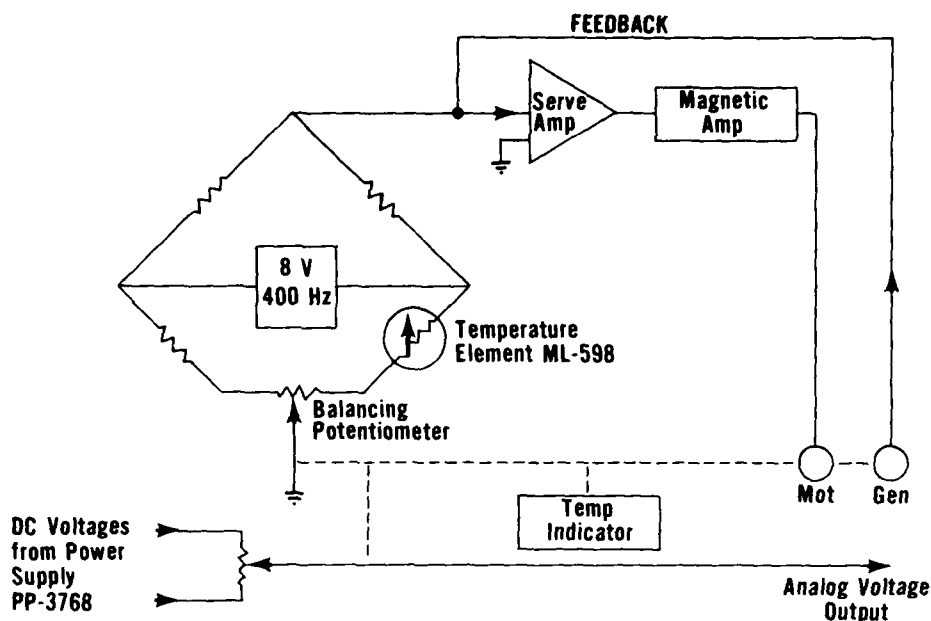 FEEDBACK
Serve
Amp
Magnetic
Amp
8 V
400 Hz
Temperature
Element ML-598
Balancing
Potentiometer
Mot
Gen
Temp
Indicator
DC Voltages
from Power
Supply
PP-3768
Analog Voltage
Output